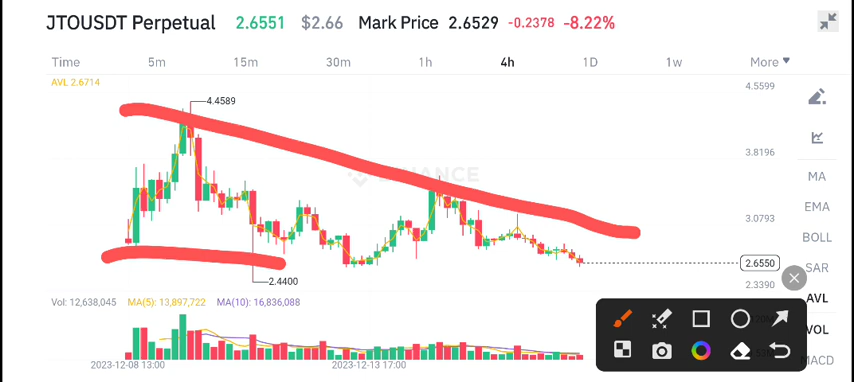 JTOUSDT Perpetual 2.6551 $2.66 Mark Price 2.6529 -0.2378 -8.22%
Time 5m 15m 30m 1h 4h 1D 1w More
AVL 2.6714
4.5599
4.4589
3.8196
BINANCE
MA
EMA
3.0793
BOLL
2.6550
SAR
2.4400
2.3390
AVL
Vol: 12,638,045 MA(5): 13,897,722 MA(10): 16,836,088
VOL
MACD
2023-12-08 13:00 2023-12-13 17:00